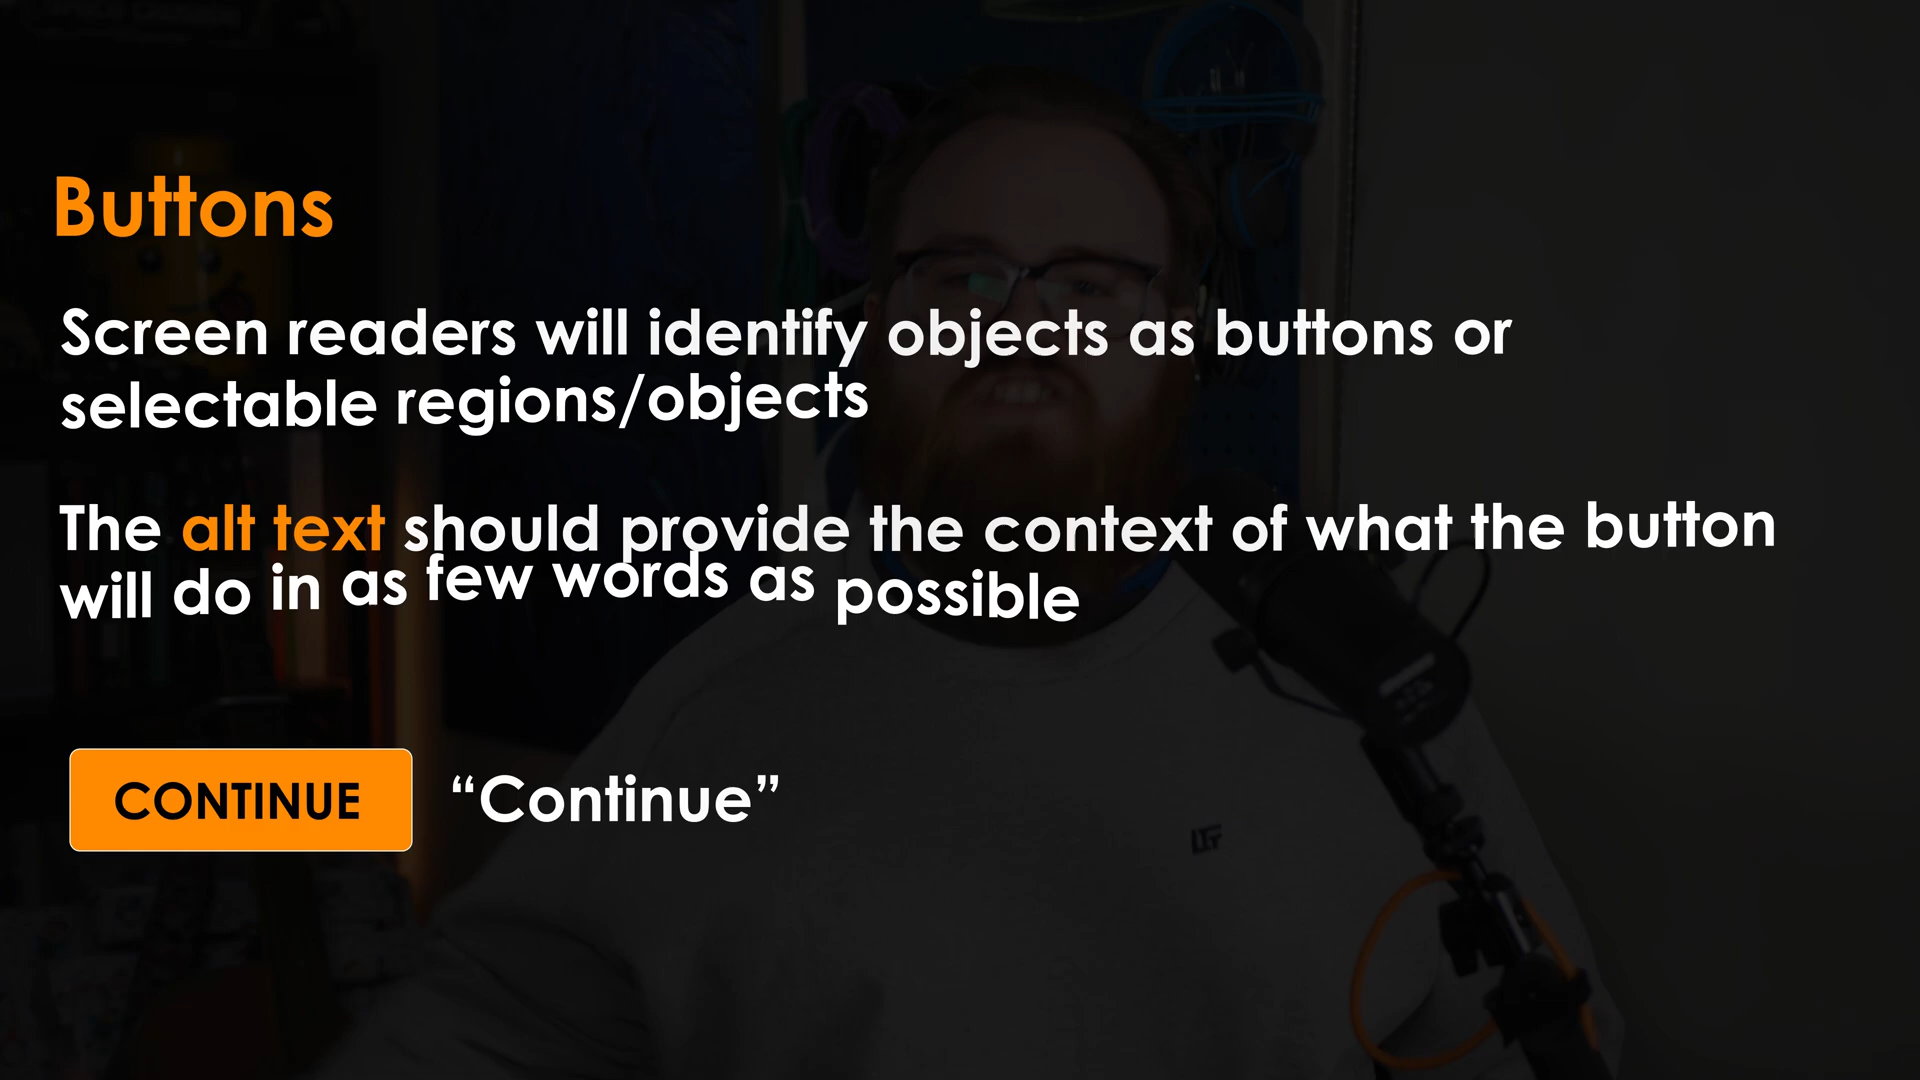 Buttons
Screen readers will identify objects as buttons or
selectable regions/objects
The alt text should provide the context of what the button
will do in as few words as possible
CONTINUE “Continue”